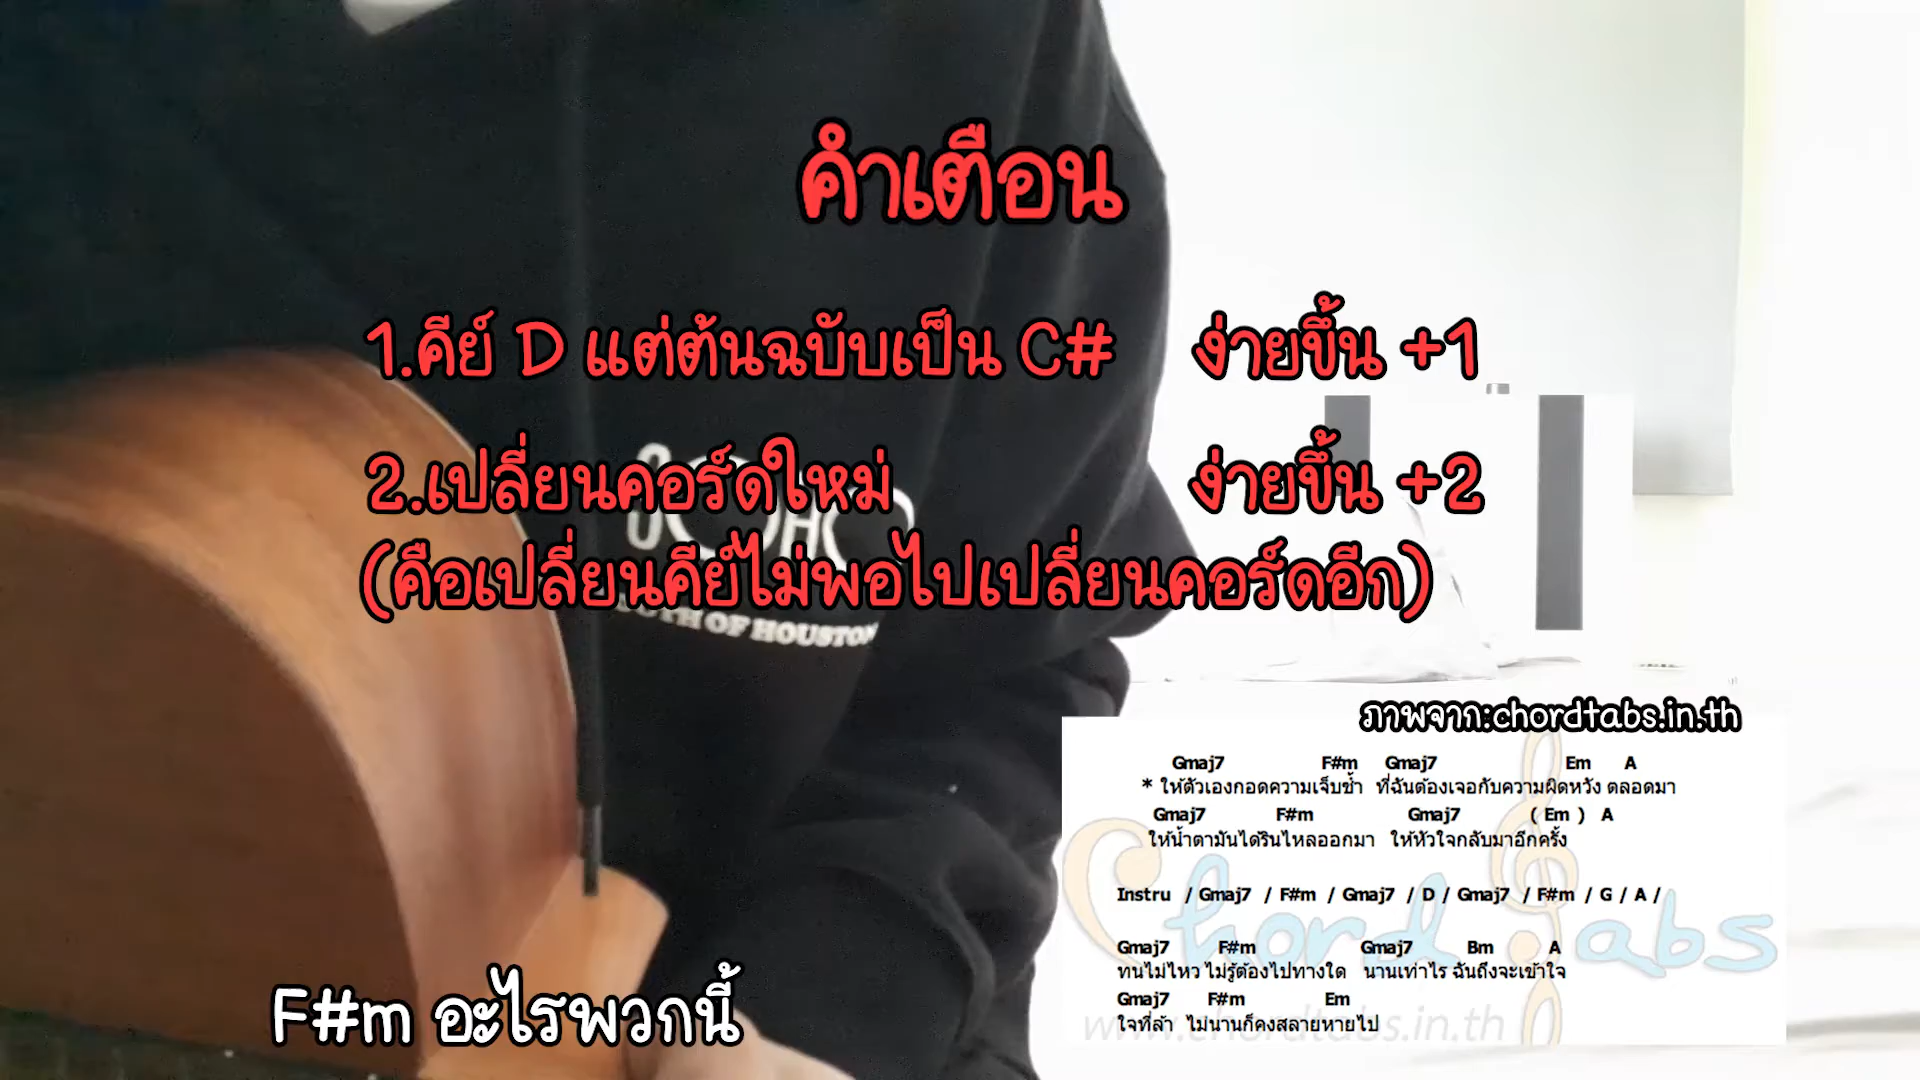 คำเตือน
1.คีย์ D แต่ต้นฉบับเป็น C# ง่ายขึ้น +1
2.เปลี่ยนคอร์ดใหม่ ง่ายขึ้น +2
(คือเปลี่ยนคีย์ไม่พอไปเปลี่ยนคอร์ดอีก)
OF HOUSTON
ภาพจาก:chordtabs.in.th
Gmaj7 F#m Gmaj7 Em A
* ให้ตัวเองกอดความเจ็บช้ำ ที่ฉันต้องเจอกับความผิดหวัง ตลอดมา
Gmaj7 F#m Gmaj7 ( Em ) A
ให้น้ำตามันได้รินไหลออกมา ให้หัวใจกลับมาอีกครั้ง
Instru / Gmaj7 / F#m / Gmaj7 / D / Gmaj7 / F#m / G / A /
Gmaj7 F#m Gmaj7 Bm A
ทนไม่ไหว ไม่รู้ต้องไปทางใด นานเท่าไร ฉันถึงจะเข้าใจ
Gmaj7 F#m Em
ใจที่ล้า ไม่นานก็คงสลายหายไป
Chord Tabs
www.chordtabs.in.th
F#m อะไรพวกนี้